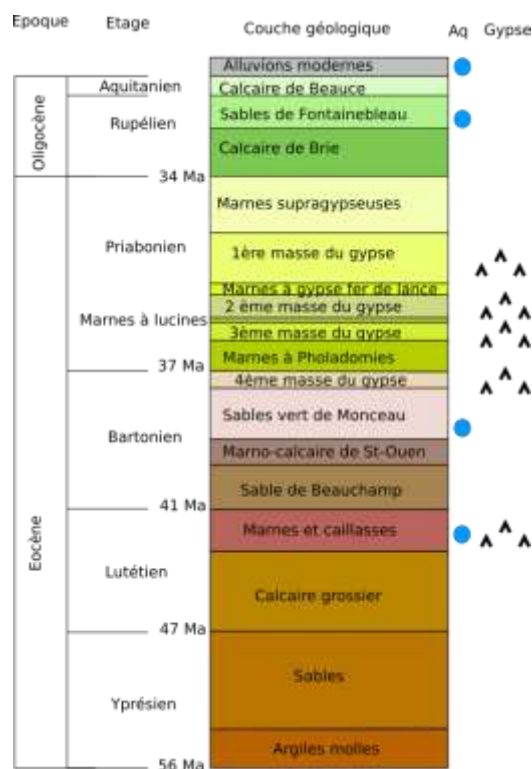 Epoque Etage Couche géologique Aq Gypse
Alluvions modernes
Aquitanien Calcaire de Beauce
Rupélien Sables de Fontainebleau
Oligocène
Calcaire de Brie
34 Ma
Marnes supragypseuses
Priabonien 1ère masse du gypse
Marnes à gypse fer de lance
2 ème masse du gypse
Marnes à lucines
3ème masse du gypse
Marnes à Pholadomies
37 Ma
4ème masse du gypse
Sables vert de Monceau
Bartonien
Marno-calcaire de St-Ouen
Sable de Beauchamp
41 Ma
Marnes et caillasses
Eocène
Lutétien
Calcaire grossier
47 Ma
Sables
Yprésien
Argiles molles
56 Ma